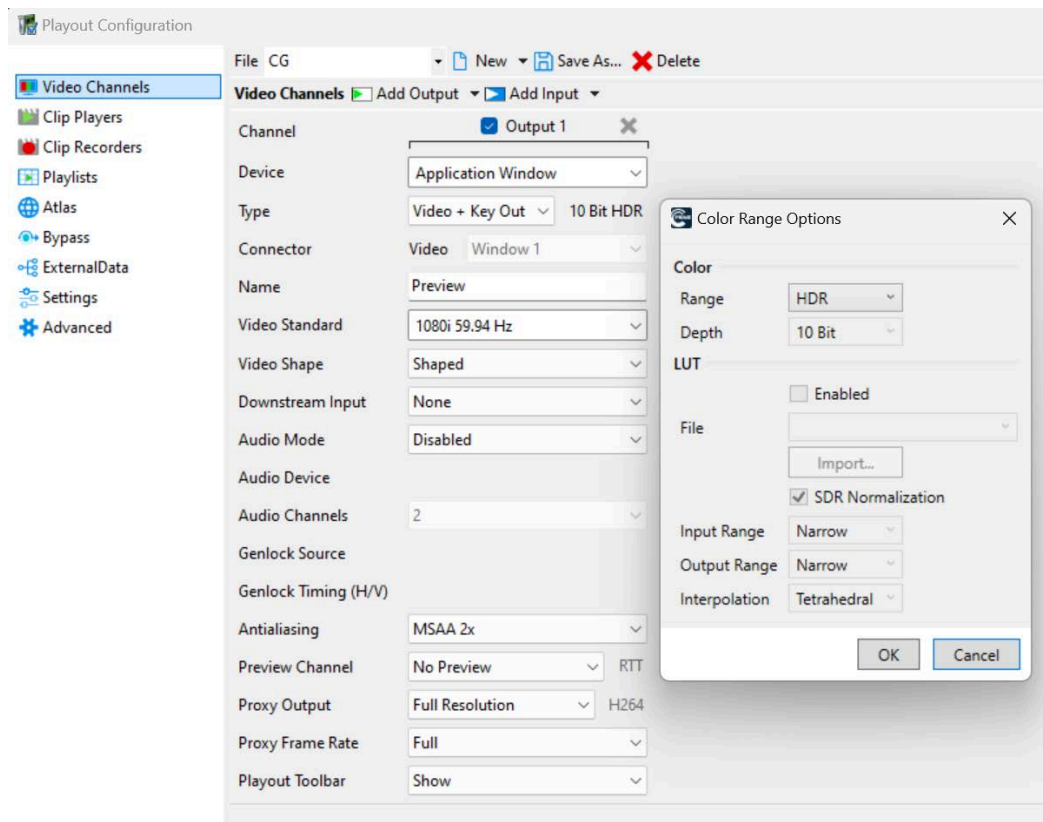 Playout Configuration
File CG New Save As... Delete
Video Channels
Clip Players
Clip Recorders
Playlists
Atlas
Bypass
ExternalData
Settings
Advanced
Video Channels Add Output Add Input
Channel Output 1
Device Application Window
Type Video + Key Out 10 Bit HDR
Connector Video Window 1
Name Preview
Video Standard 1080i 59.94 Hz
Video Shape Shaped
Downstream Input None
Audio Mode Disabled
Audio Device
Audio Channels 2
Genlock Source
Genlock Timing (H/V)
Antialiasing MSAA 2x
Preview Channel No Preview RTT
Proxy Output Full Resolution H264
Proxy Frame Rate Full
Playout Toolbar Show
Color Range Options
Color
Range HDR
Depth 10 Bit
LUT
Enabled
File
Import...
SDR Normalization
Input Range Narrow
Output Range Narrow
Interpolation Tetrahedral
OK Cancel